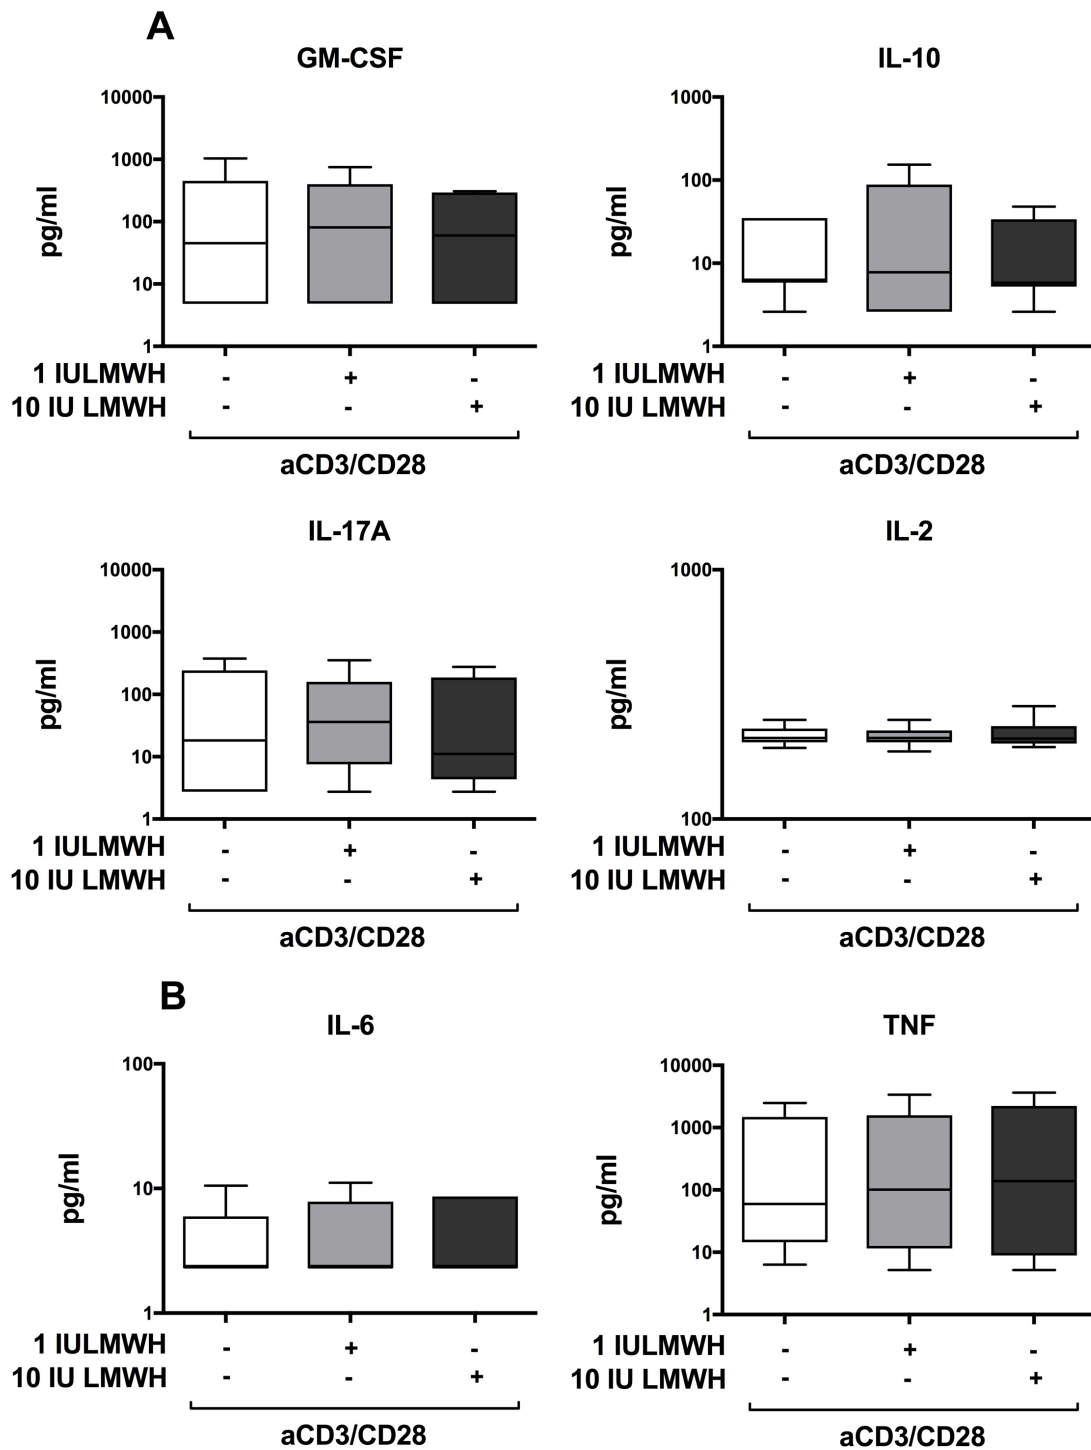 A
GM-CSF
10000
1000
100
10
1
pg/ml
1 IULMWH - + -
10 IU LMWH - - +
aCD3/CD28
IL-10
1000
100
10
1
pg/ml
1 IULMWH - + -
10 IU LMWH - - +
aCD3/CD28
IL-17A
10000
1000
100
10
1
pg/ml
1 IULMWH - + -
10 IU LMWH - - +
aCD3/CD28
IL-2
1000
100
pg/ml
1 IULMWH - + -
10 IU LMWH - - +
aCD3/CD28
B
IL-6
100
10
1
pg/ml
1 IULMWH - + -
10 IU LMWH - - +
aCD3/CD28
TNF
10000
1000
100
10
1
pg/ml
1 IULMWH - + -
10 IU LMWH - - +
aCD3/CD28